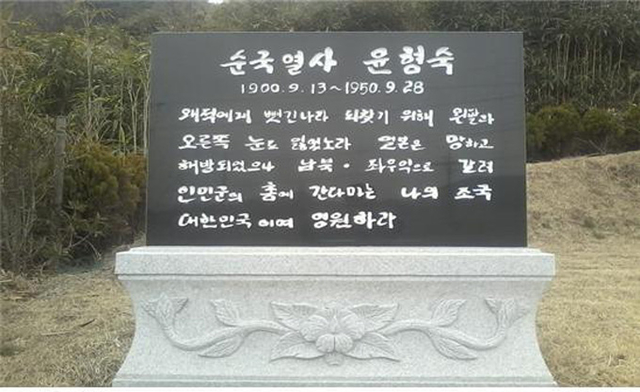 순국열사 윤형숙
1900.9.13~1950.9.28
왜적에게 빼앗긴나라 되찾기 위해 왼팔과
오른쪽 눈도 잃었노라 일본은 망하고
해방되었으나 남북·좌우익으로 갈려
인민군의 총에 간다마는 나의 조국
대한민국이여 영원하라